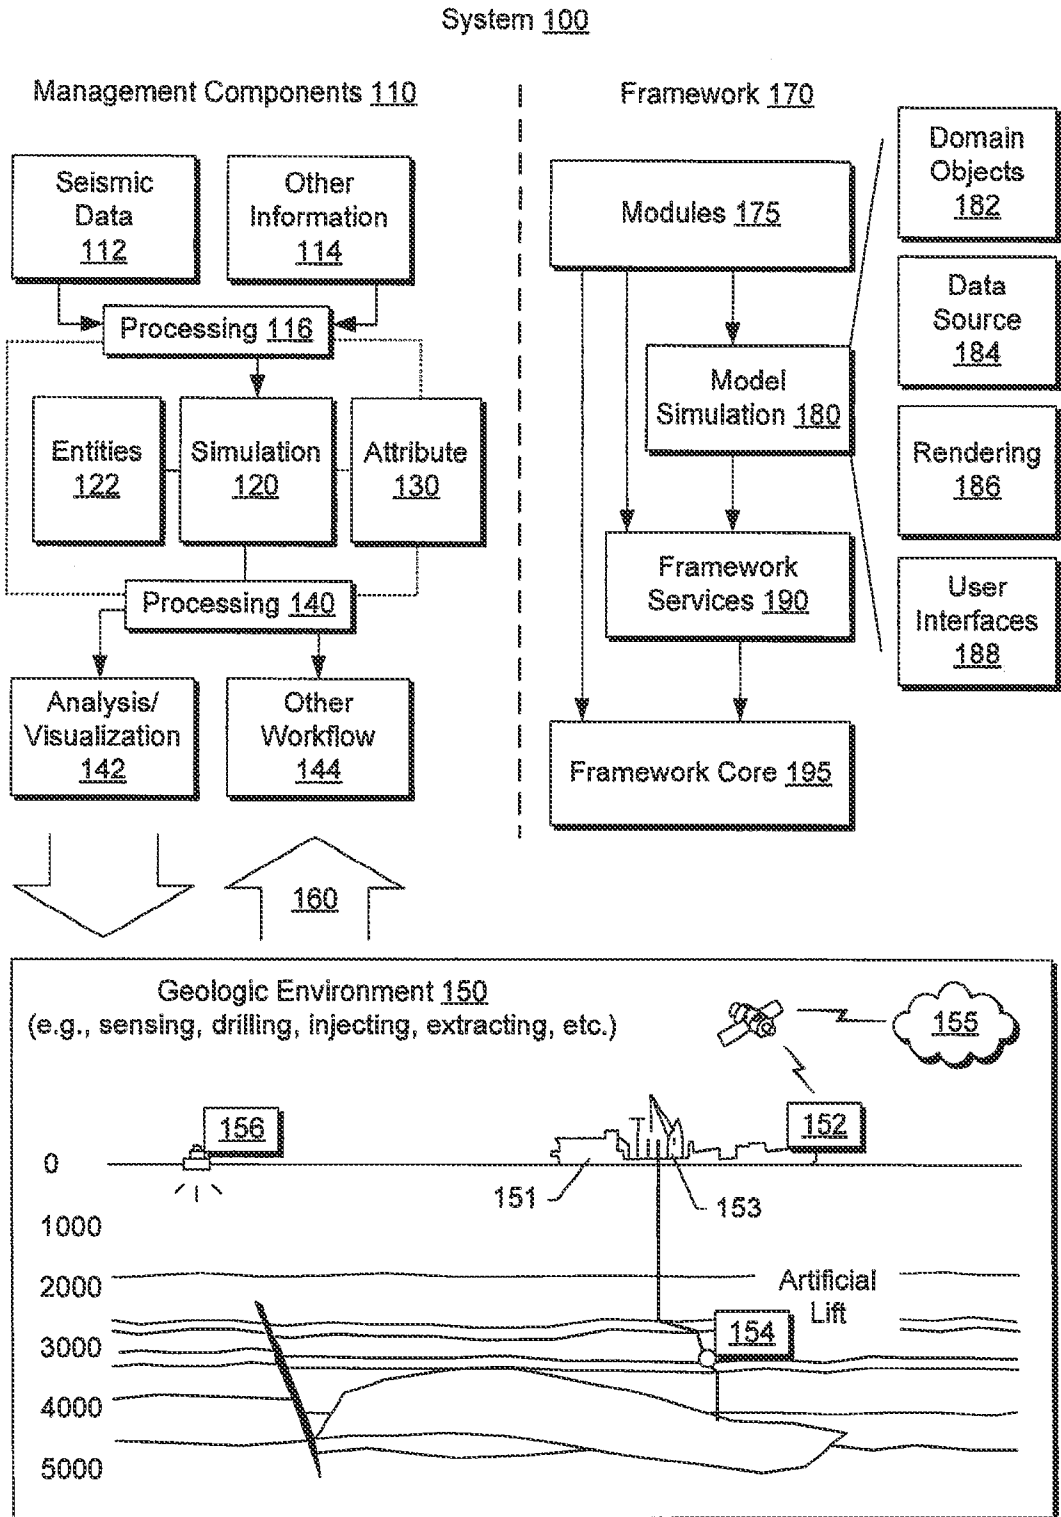 System 100
Management Components 110
Framework 170
Seismic
Data
112
Other
Information
114
Processing 116
Entities
122
Simulation
120
Attribute
130
Processing 140
Analysis/
Visualization
142
Other
Workflow
144
Modules 175
Model
Simulation 180
Framework
Services 190
Framework Core 195
Domain
Objects
182
Data
Source
184
Rendering
186
User
Interfaces
188
160
Geologic Environment 150
(e.g., sensing, drilling, injecting, extracting, etc.)
155
156
152
0
151
153
1000
2000
Artificial
Lift
154
3000
4000
5000